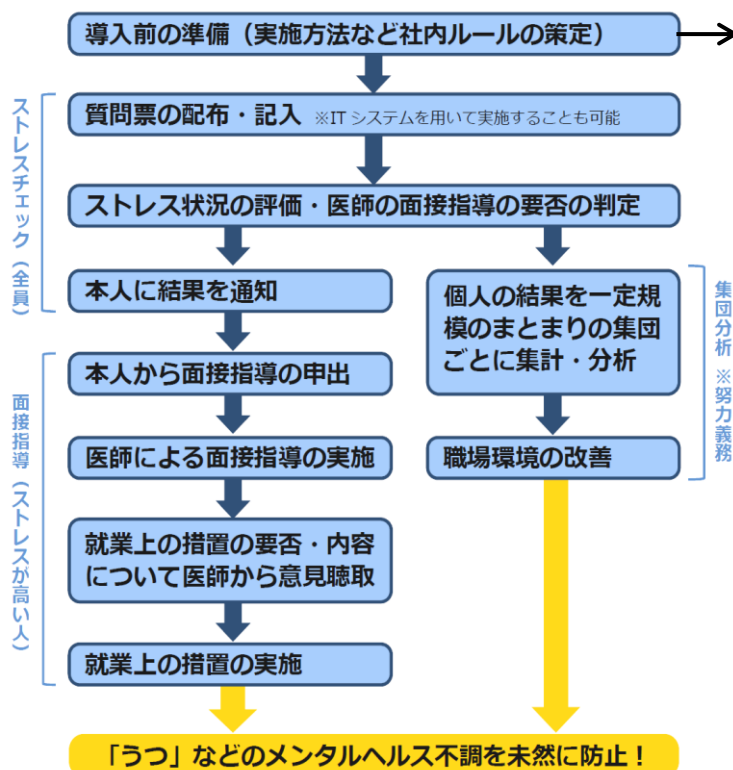 導入前の準備（実施方法など社内ルールの策定）
ストレスチェック（全員）
質問票の配布・記入 ※IT システムを用いて実施することも可能
ストレス状況の評価・医師の面接指導の要否の判定
本人に結果を通知
面接指導（ストレスが高い人）
本人から面接指導の申出
医師による面接指導の実施
就業上の措置の要否・内容
について医師から意見聴取
就業上の措置の実施
個人の結果を一定規
模のまとまりの集団
ごとに集計・分析
職場環境の改善
集団分析 ※努力義務
「うつ」などのメンタルヘルス不調を未然に防止！